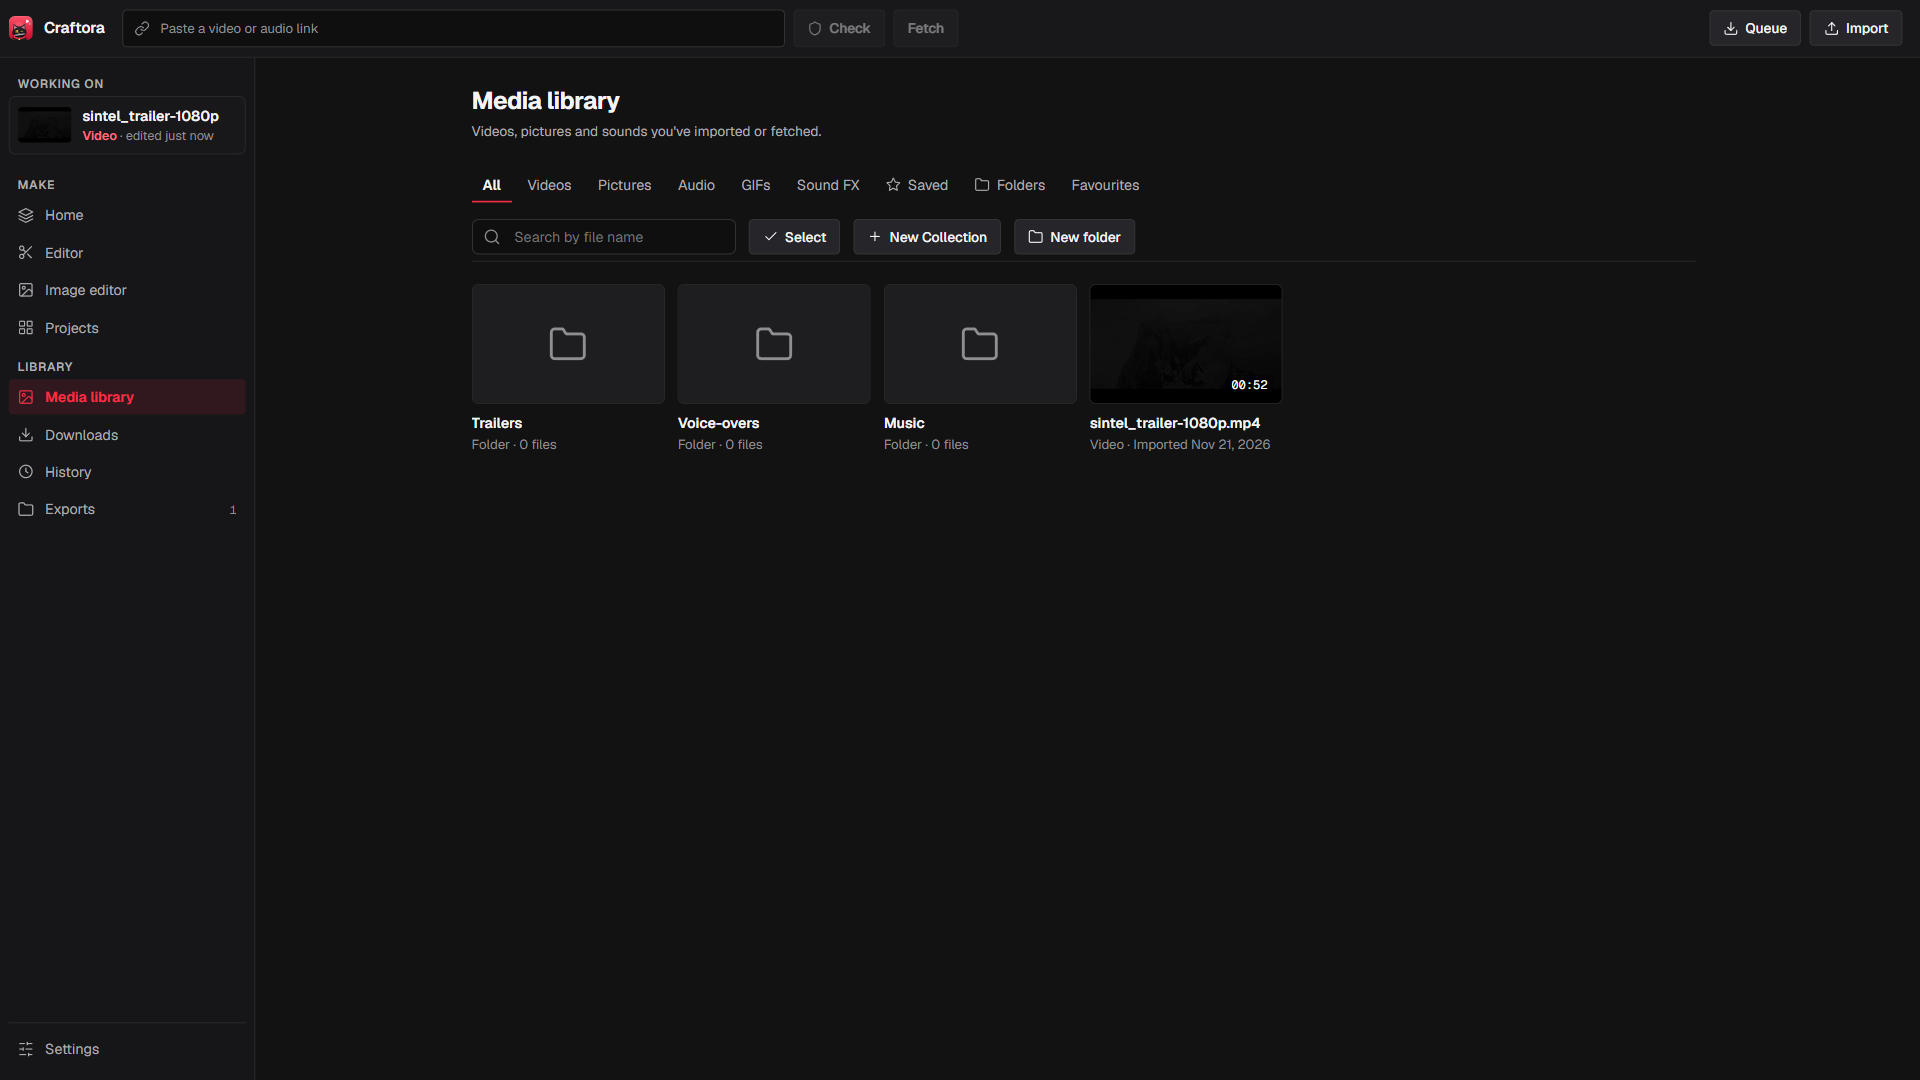 Craftora
Paste a video or audio link
Check
Fetch
Queue
Import
WORKING ON
sintel_trailer-1080p
Video · edited just now
MAKE
Home
Editor
Image editor
Projects
LIBRARY
Media library
Downloads
History
Exports 1
Settings
Media library
Videos, pictures and sounds you've imported or fetched.
All Videos Pictures Audio GIFs Sound FX Saved Folders Favourites
Search by file name
Select
New Collection
New folder
Trailers
Folder · 0 files
Voice-overs
Folder · 0 files
Music
Folder · 0 files
00:52
sintel_trailer-1080p.mp4
Video · Imported Nov 21, 2026